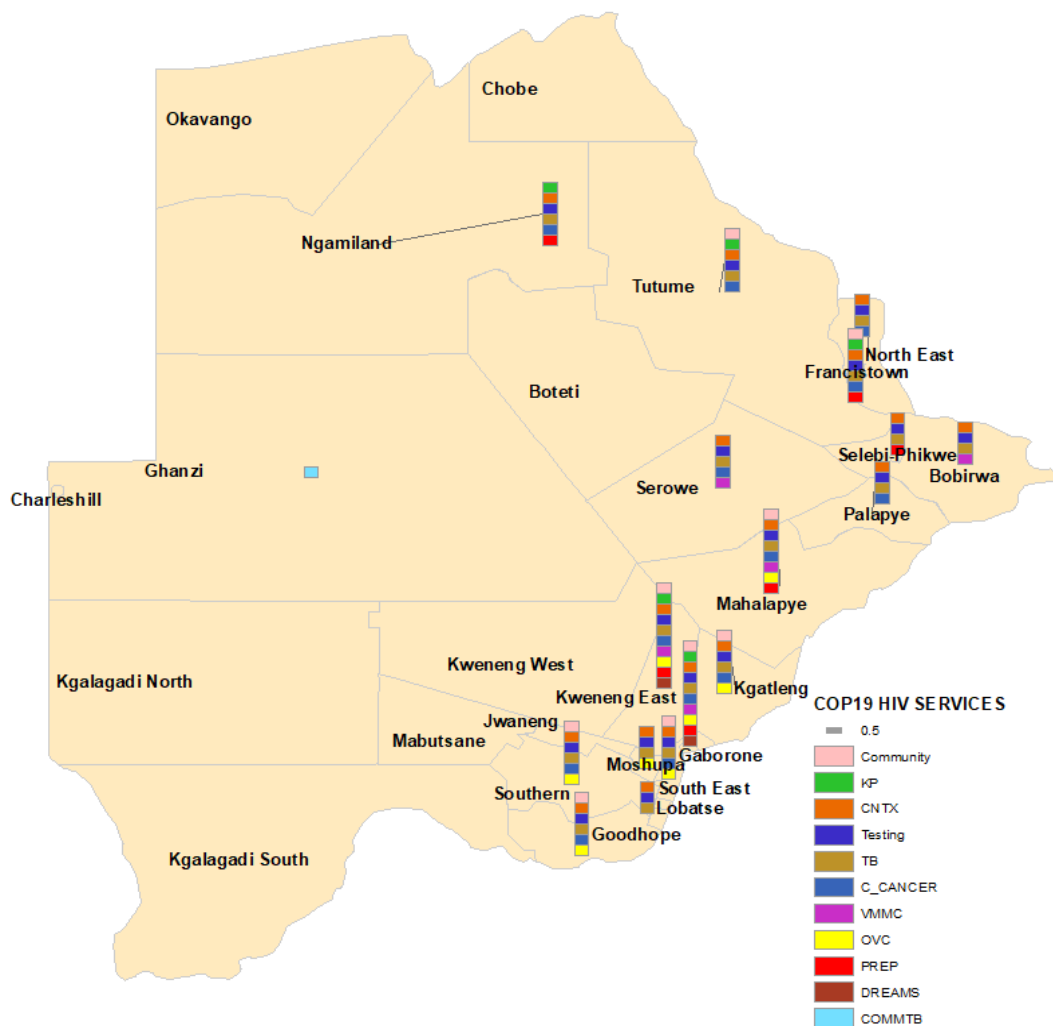 Chobe
Okavango
Ngamiland
Tutume
North East
Francistown
Boteti
Selebi-Phikwe
Ghanzi
Serowe
Bobirwa
Charleshill
Palapye
Mahalapye
Kweneng West
Kgalagadi North
Kweneng East
Kgatleng
COP19 HIV SERVICES
Jwaneng
0.5
Mabutsane
Gaborone
Community
Moshupa
KP
South East
Southern
CNTX
Lobatse
Goodhope
Testing
Kgalagadi South
TB
C_CANCER
VMMC
OVC
PREP
DREAMS
COMMTB